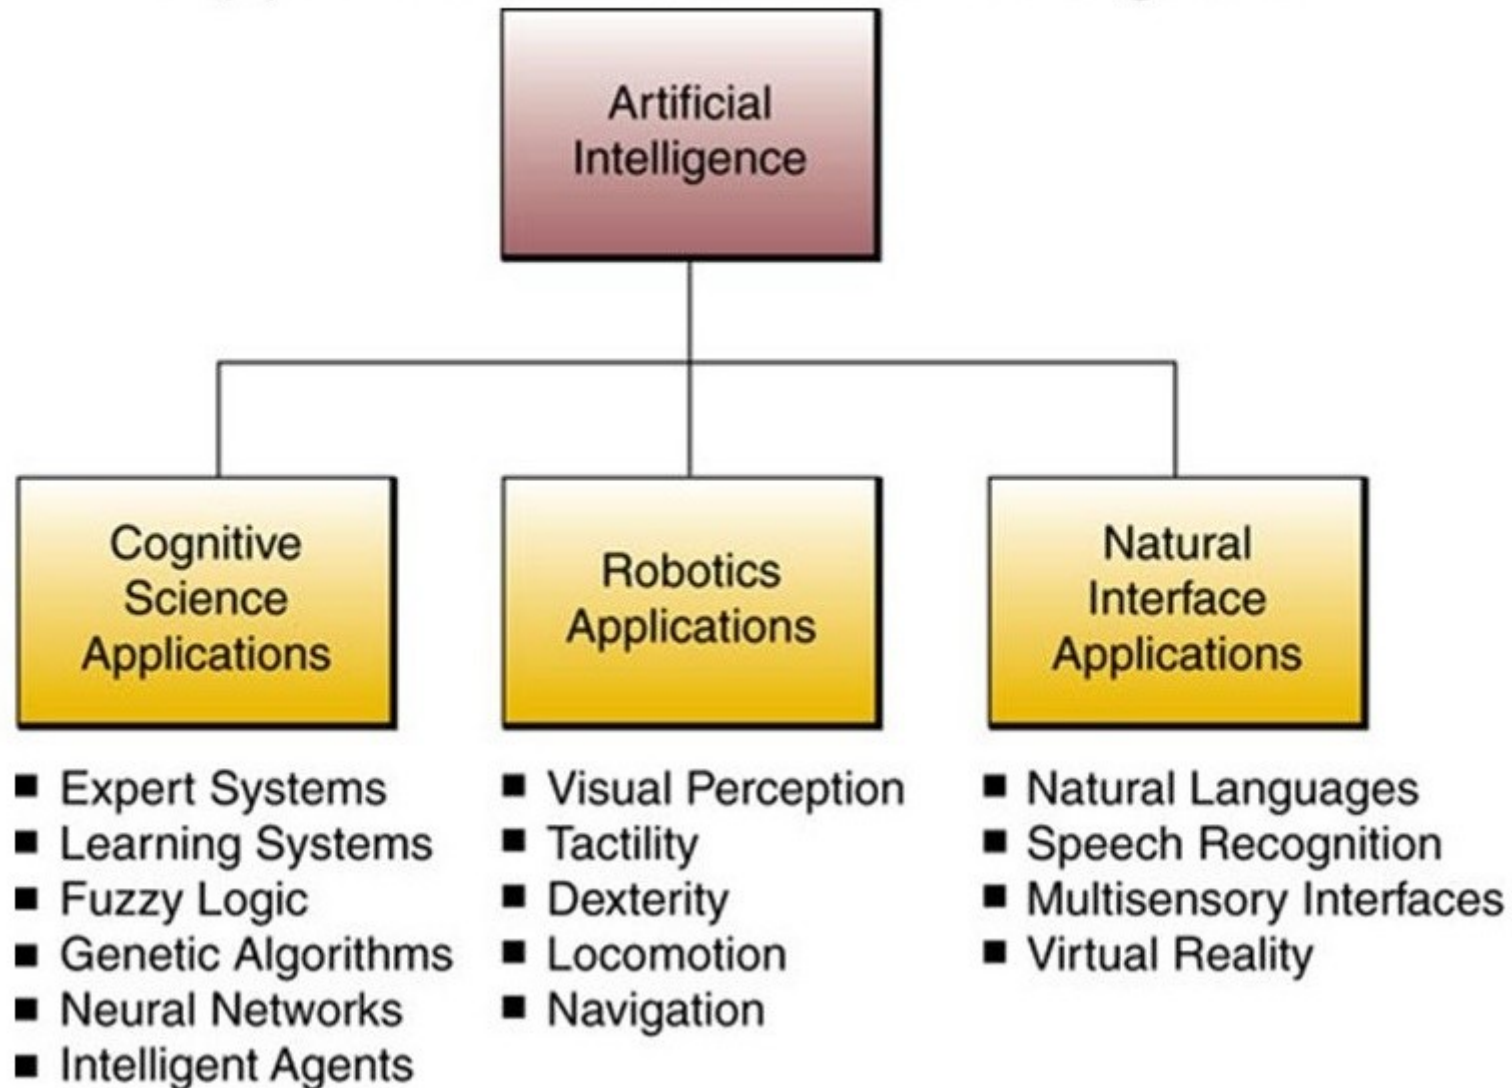 Artificial
Intelligence
Cognitive
Science
Applications
Robotics
Applications
Natural
Interface
Applications
Expert Systems
Learning Systems
Fuzzy Logic
Genetic Algorithms
Neural Networks
Intelligent Agents
Visual Perception
Tactility
Dexterity
Locomotion
Navigation
Natural Languages
Speech Recognition
Multisensory Interfaces
Virtual Reality